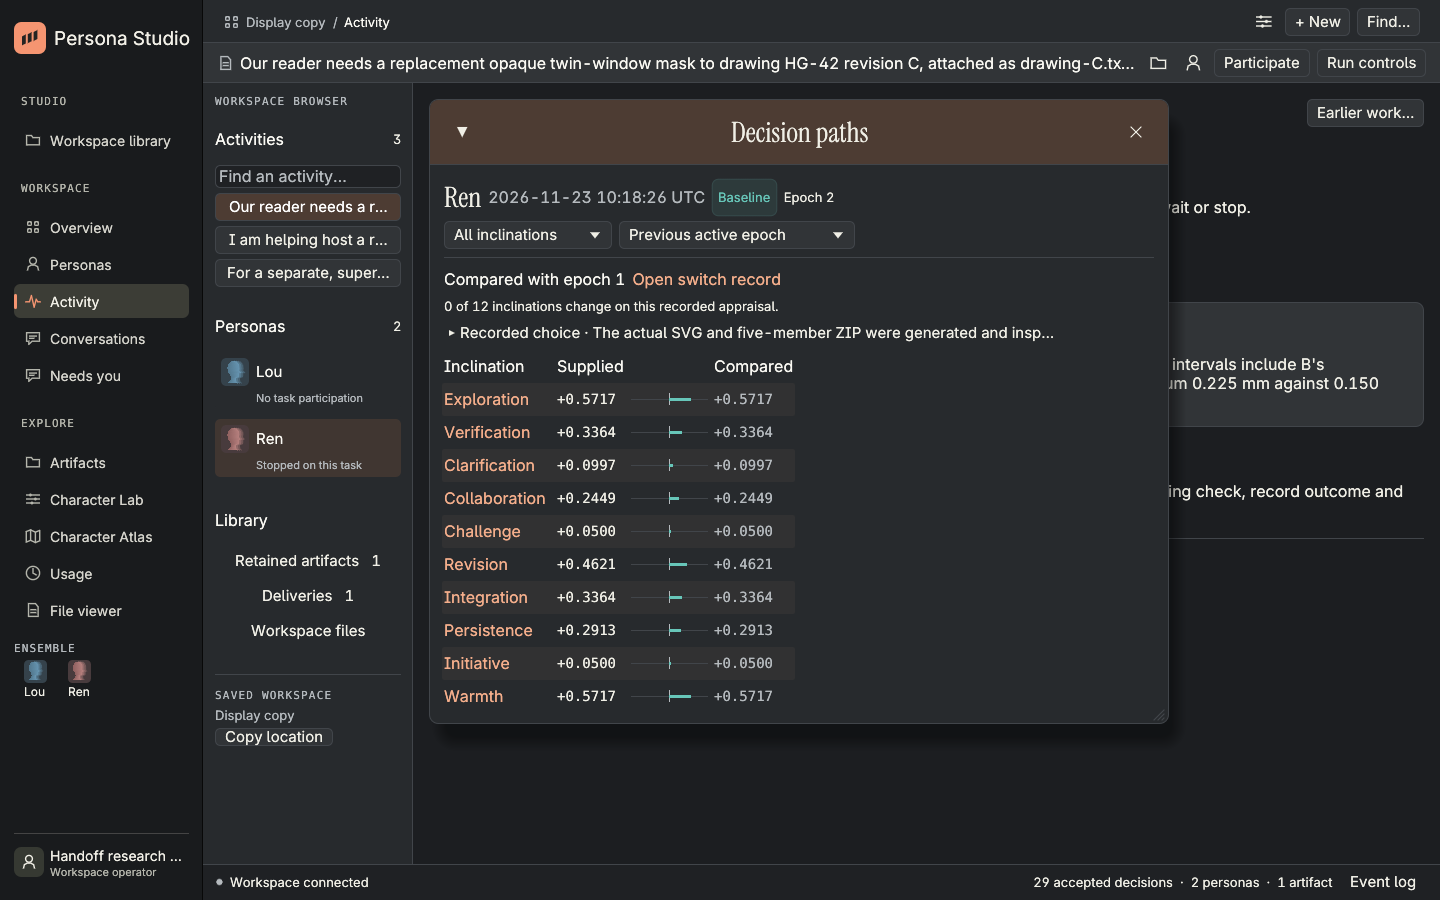 Persona Studio
STUDIO
Workspace library
WORKSPACE
Overview
Personas
Activity
Conversations
Needs you
EXPLORE
Artifacts
Character Lab
Character Atlas
Usage
File viewer
ENSEMBLE
Lou
Ren
Handoff research ...
Workspace operator
Display copy / Activity
+ New
Find...
Our reader needs a replacement opaque twin-window mask to drawing HG-42 revision C, attached as drawing-C.tx...
Participate
Run controls
WORKSPACE BROWSER
Activities 3
Find an activity...
Our reader needs a r...
I am helping host a r...
For a separate, super...
Personas 2
Lou
No task participation
Ren
Stopped on this task
Library
Retained artifacts 1
Deliveries 1
Workspace files
SAVED WORKSPACE
Display copy
Copy location
Earlier work...
Decision paths
Ren 2026-11-23 10:18:26 UTC Baseline Epoch 2
All inclinations
Previous active epoch
Compared with epoch 1 Open switch record
0 of 12 inclinations change on this recorded appraisal.
Recorded choice · The actual SVG and five-member ZIP were generated and insp...
Inclination Supplied Compared
Exploration +0.5717 +0.5717
Verification +0.3364 +0.3364
Clarification +0.0997 +0.0997
Collaboration +0.2449 +0.2449
Challenge +0.0500 +0.0500
Revision +0.4621 +0.4621
Integration +0.3364 +0.3364
Persistence +0.2913 +0.2913
Initiative +0.0500 +0.0500
Warmth +0.5717 +0.5717
or stop.
intervals include B's
0.225 mm against 0.150
check, record outcome and
Workspace connected
29 accepted decisions · 2 personas · 1 artifact
Event log